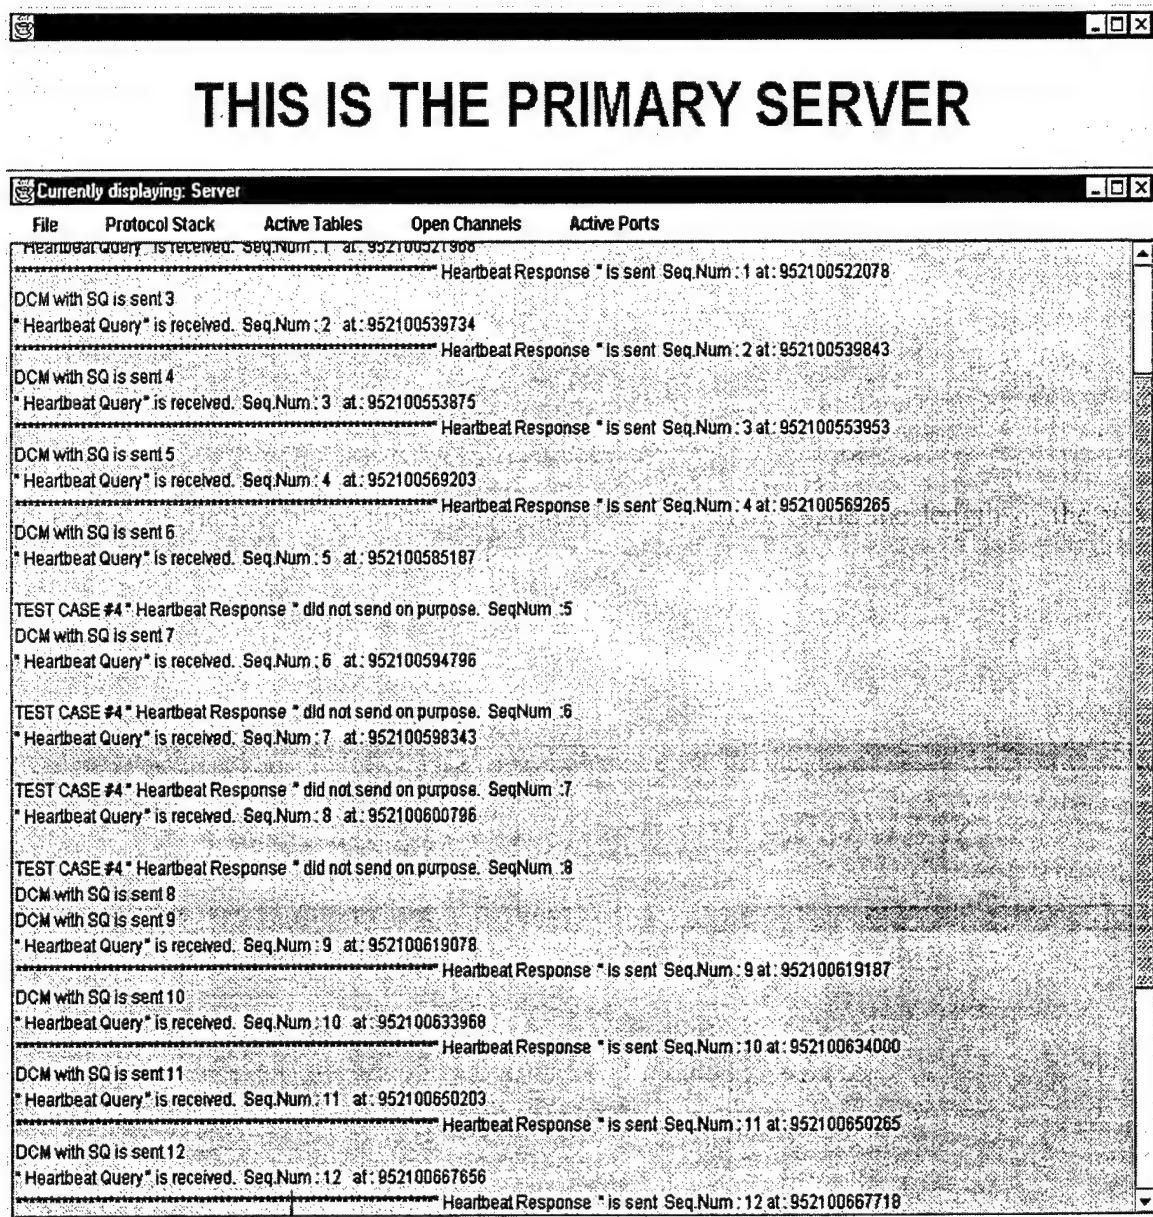 THIS IS THE PRIMARY SERVER
Currently displaying: Server
File Protocol Stack Active Tables Open Channels Active Ports
"Heartbeat Query" is received. Seq.Num : 1 at : 952100521968
****************************************************** Heartbeat Response " is sent Seq.Num : 1 at : 952100522078
DCM with SQ is sent 3
" Heartbeat Query" is received. Seq.Num : 2 at : 952100539734
****************************************************** Heartbeat Response " is sent Seq.Num : 2 at : 952100539843
DCM with SQ is sent 4
" Heartbeat Query" is received. Seq.Num : 3 at : 952100553875
****************************************************** Heartbeat Response " is sent Seq.Num : 3 at : 952100553953
DCM with SQ is sent 5
" Heartbeat Query" is received. Seq.Num : 4 at : 952100569203
****************************************************** Heartbeat Response " is sent Seq.Num : 4 at : 952100569265
DCM with SQ is sent 6
" Heartbeat Query" is received. Seq.Num : 5 at : 952100585187
TEST CASE #4 " Heartbeat Response " did not send on purpose. SeqNum :5
DCM with SQ is sent 7
" Heartbeat Query" is received. Seq.Num : 6 at : 952100594796
TEST CASE #4 " Heartbeat Response " did not send on purpose. SeqNum :6
" Heartbeat Query" is received. Seq.Num : 7 at : 952100598343
TEST CASE #4 " Heartbeat Response " did not send on purpose. SeqNum :7
" Heartbeat Query" is received. Seq.Num : 8 at : 952100600796
TEST CASE #4 " Heartbeat Response " did not send on purpose. SeqNum :8
DCM with SQ is sent 8
DCM with SQ is sent 9
" Heartbeat Query" is received. Seq.Num : 9 at : 952100619078
****************************************************** Heartbeat Response " is sent Seq.Num : 9 at : 952100619187
DCM with SQ is sent 10
" Heartbeat Query" is received. Seq.Num : 10 at : 952100633968
****************************************************** Heartbeat Response " is sent Seq.Num : 10 at : 952100634000
DCM with SQ is sent 11
" Heartbeat Query" is received. Seq.Num : 11 at : 952100650203
****************************************************** Heartbeat Response " is sent Seq.Num : 11 at : 952100650265
DCM with SQ is sent 12
" Heartbeat Query" is received. Seq.Num : 12 at : 952100667656
****************************************************** Heartbeat Response " is sent Seq.Num : 12 at : 952100667718